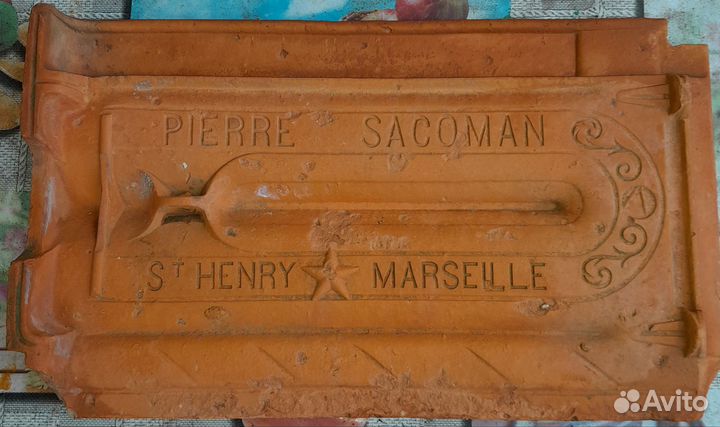 PIERRE SACOMAN
ST HENRY MARSEILLE
Avito